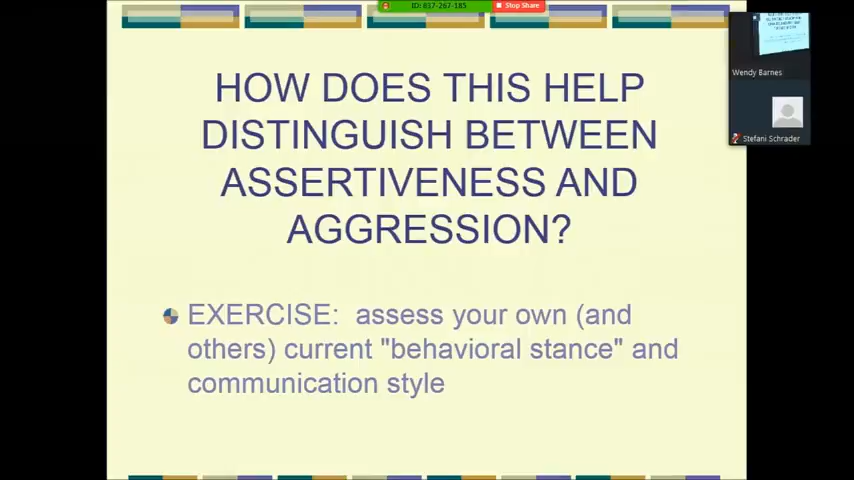 ID: 837-267-185 Stop Share
HOW DOES THIS HELP
DISTINGUISH BETWEEN
ASSERTIVENESS AND
AGGRESSION?
EXERCISE: assess your own (and
others) current "behavioral stance" and
communication style
Wendy Barnes
Stefani Schrader